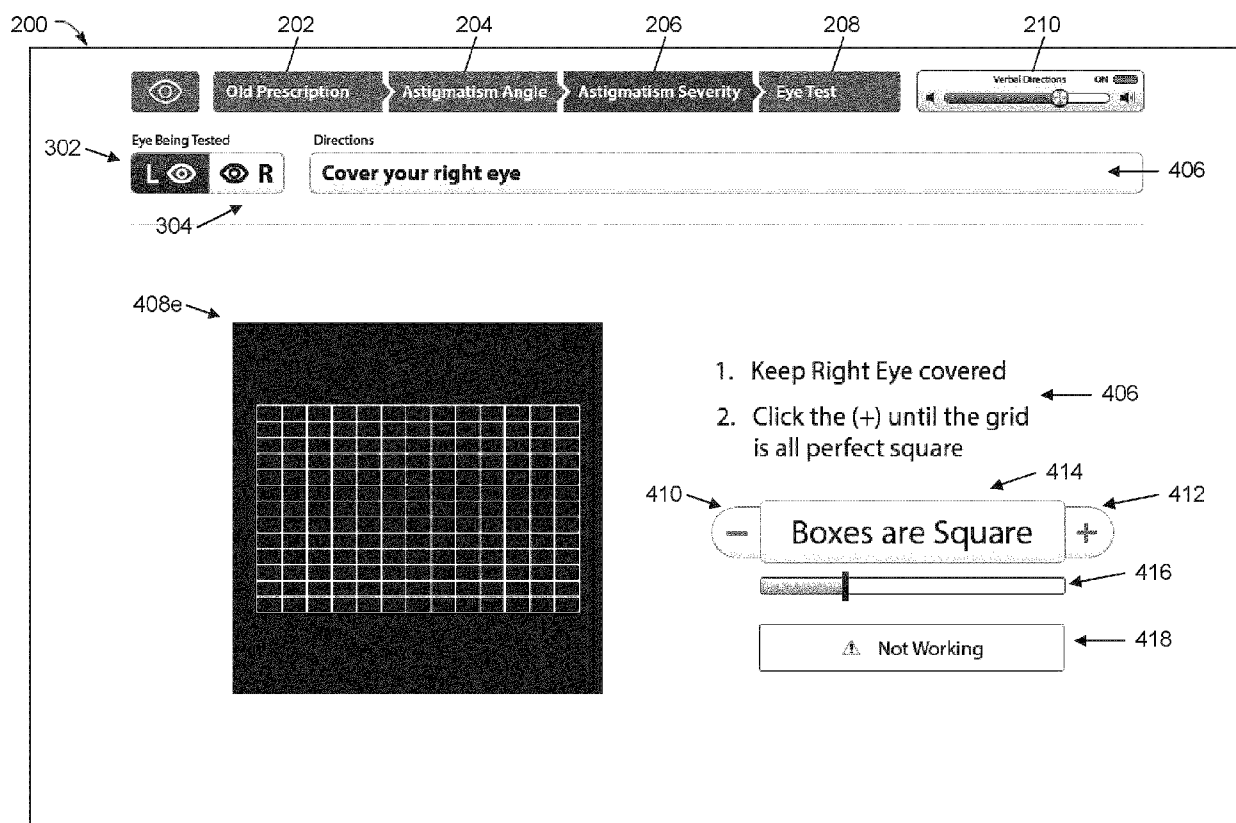 200 202 204 206 208 210
Old Prescription Astigmatism Angle Astigmatism Severity Eye Test
Verbal Directions ON
Eye Being Tested Directions
302 L R Cover your right eye 406
304
408e
1. Keep Right Eye covered
406
2. Click the (+) until the grid
is all perfect square
414
410 412
- Boxes are Square +
416
Not Working 418